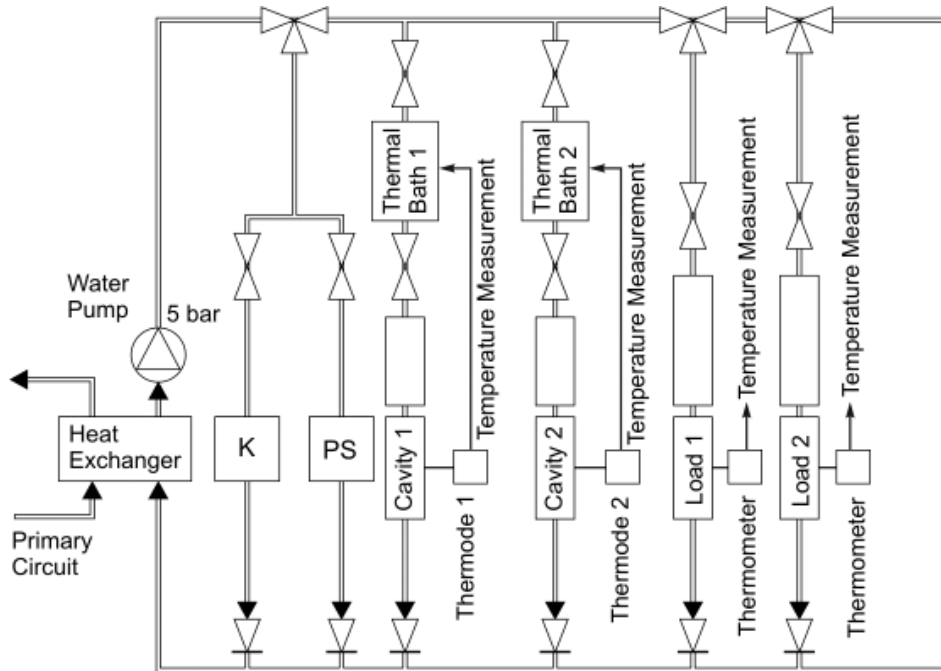 Water
Pump
5 bar
Heat
Exchanger
Primary
Circuit
K
PS
Thermal
Bath 1
Cavity 1
Thermode 1
Temperature Measurement
Thermal
Bath 2
Cavity 2
Thermode 2
Temperature Measurement
Load 1
Thermometer
Temperature Measurement
Load 2
Thermometer
Temperature Measurement